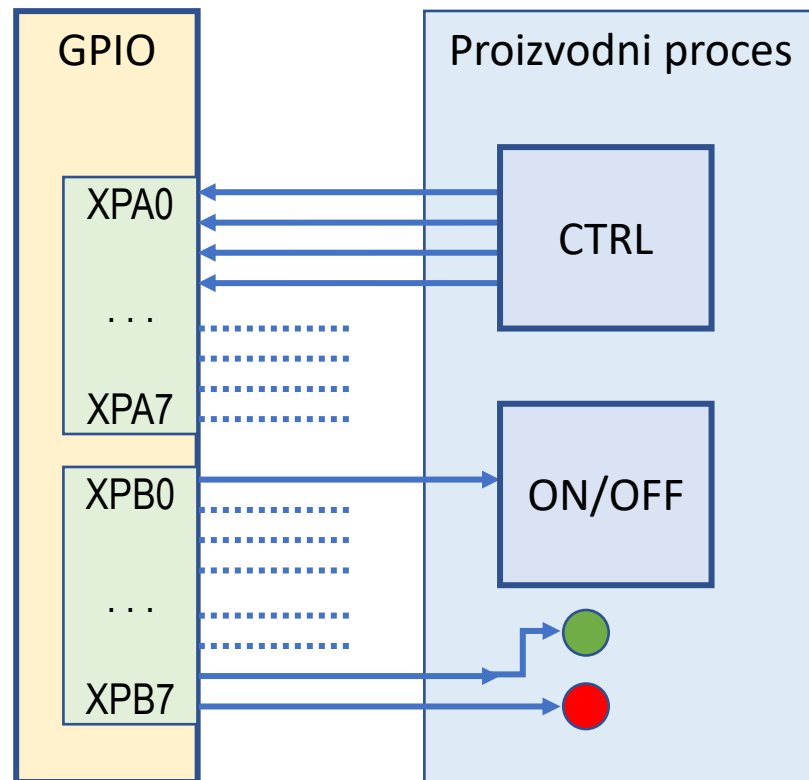 GPIO
Proizvodni proces
XPA0
. . .
XPA7
CTRL
XPB0
. . .
XPB7
ON/OFF